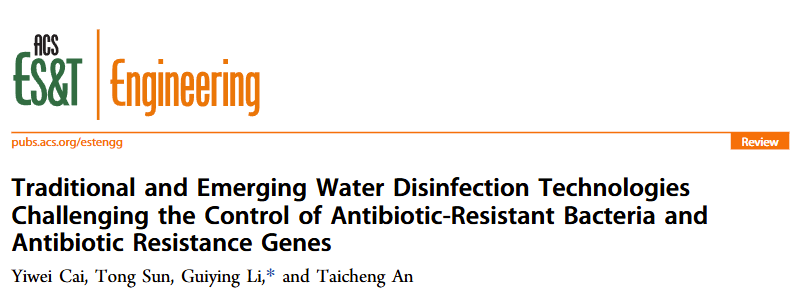 ACS
ES&T Engineering
pubs.acs.org/estengg
Review
Traditional and Emerging Water Disinfection Technologies
Challenging the Control of Antibiotic-Resistant Bacteria and
Antibiotic Resistance Genes
Yiwei Cai, Tong Sun, Guiying Li,* and Taicheng An